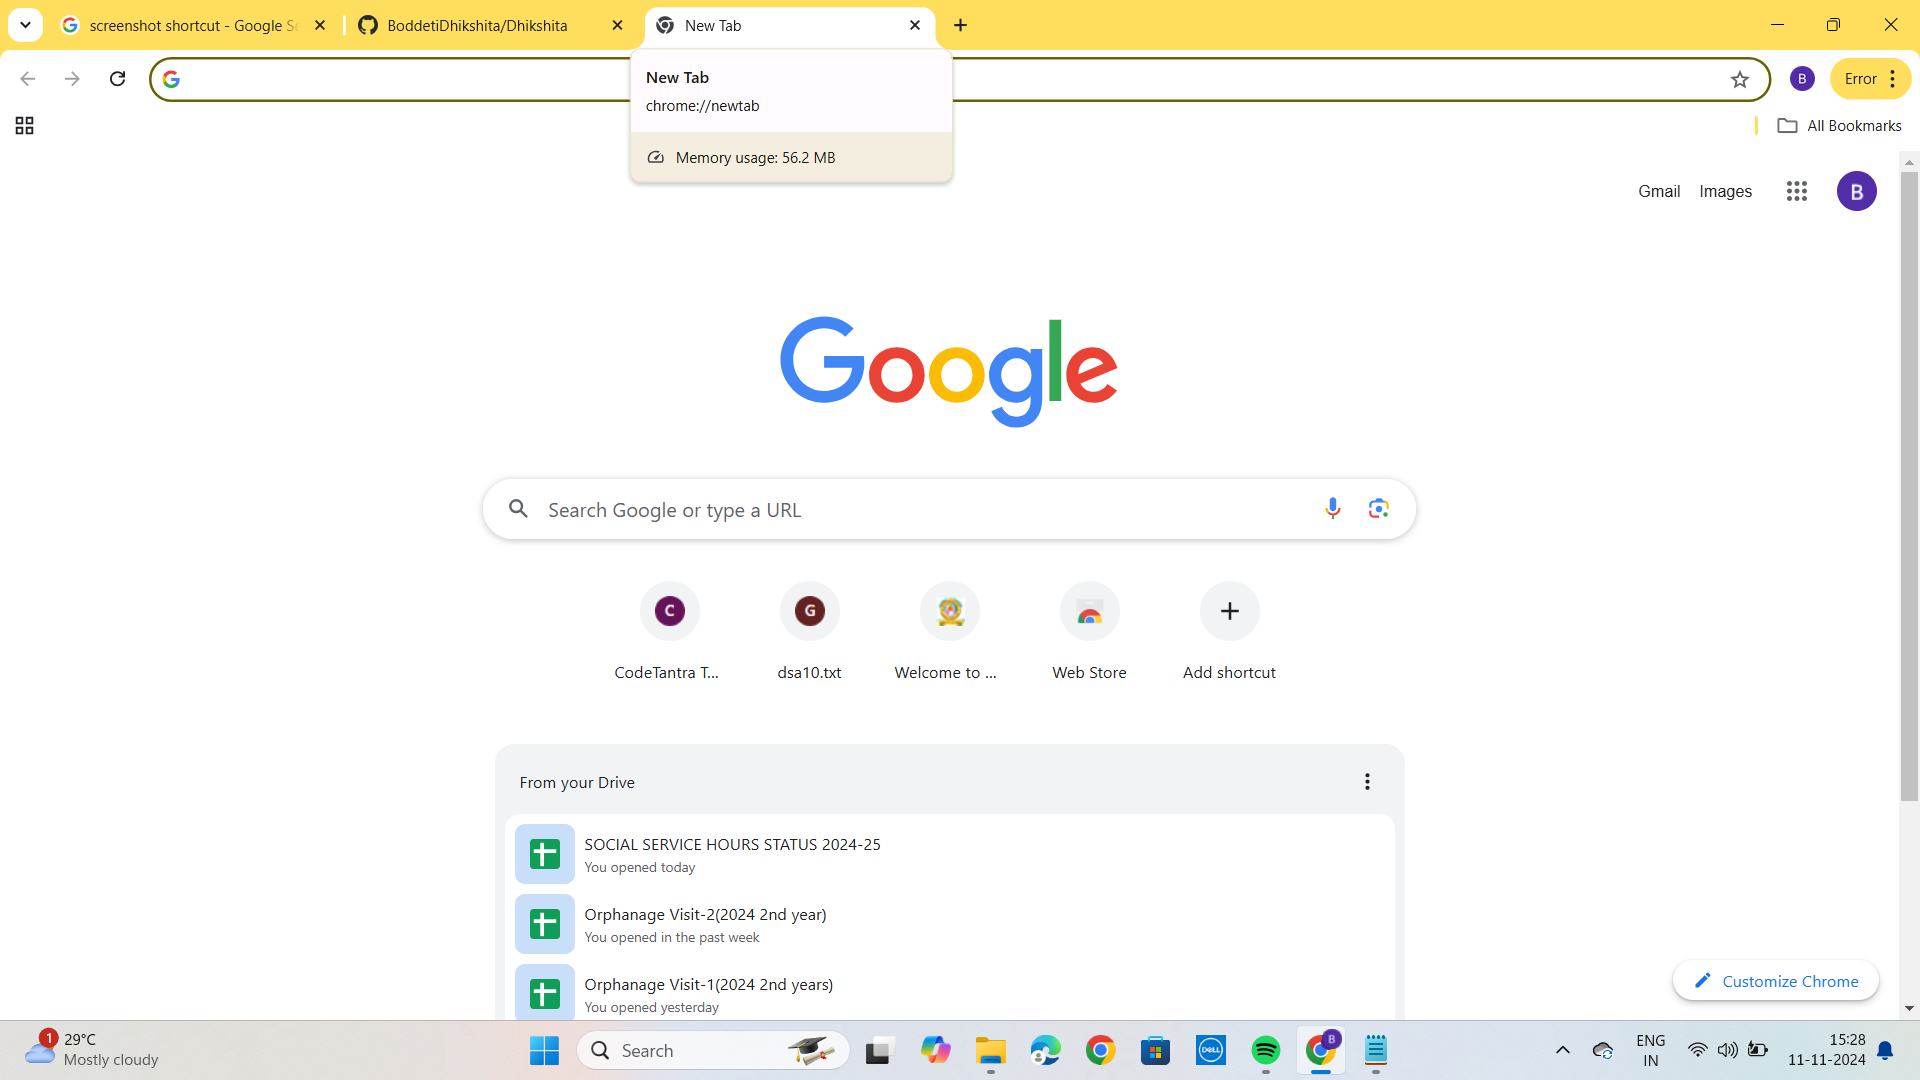 screenshot shortcut - Google Se
BoddetiDhikshita/Dhikshita
New Tab
New Tab
chrome://newtab
Memory usage: 56.2 MB
B
Error
All Bookmarks
Gmail
Images
B
Google
Search Google or type a URL
C
G
CodeTantra T...
dsa10.txt
Welcome to ...
Web Store
Add shortcut
From your Drive
SOCIAL SERVICE HOURS STATUS 2024-25
You opened today
Orphanage Visit-2(2024 2nd year)
You opened in the past week
Orphanage Visit-1(2024 2nd years)
You opened yesterday
Customize Chrome
1
29°C
Mostly cloudy
Search
DELL
B
ENG
IN
15:28
11-11-2024